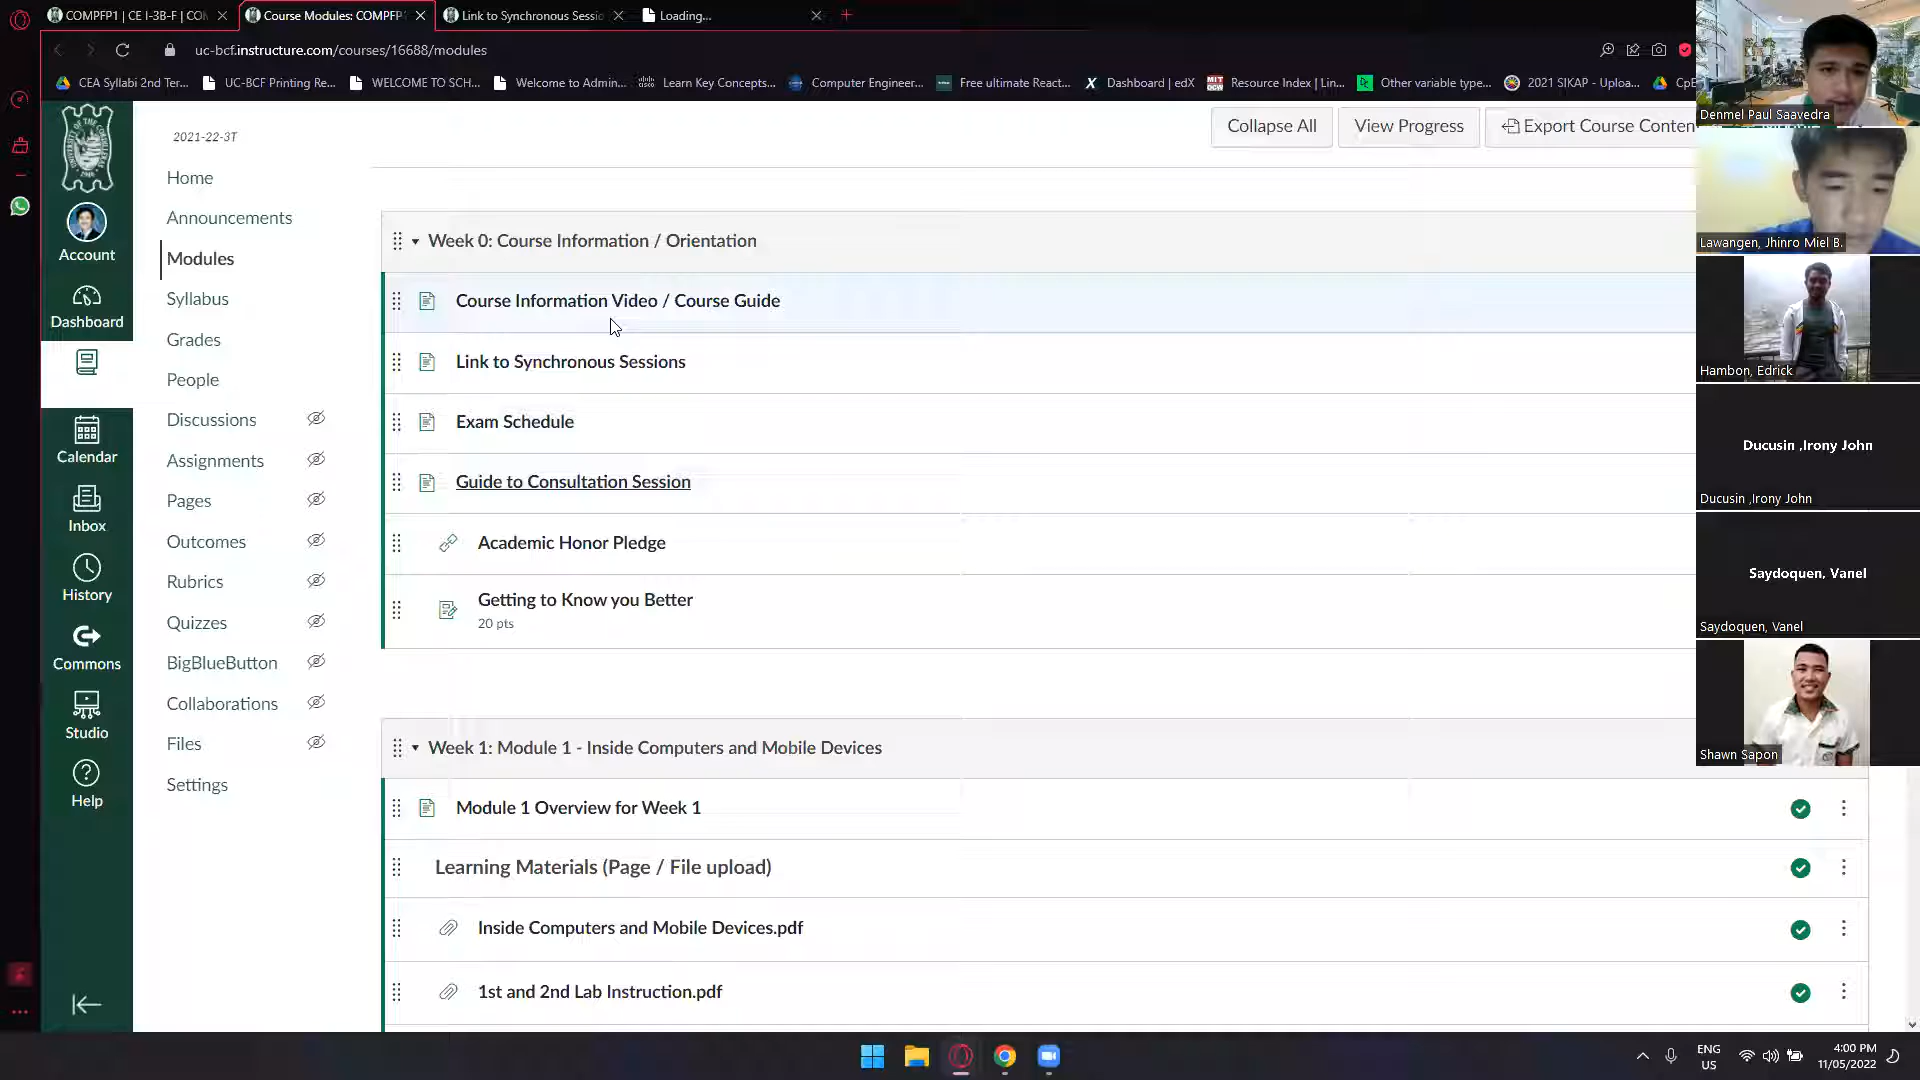 COMPFP1 | CE I-3B-F | CO
Course Modules: COMPFP
Link to Synchronous Sessio
Loading...
uc-bcf.instructure.com/courses/16688/modules
CEA Syllabi 2nd Ter...
UC-BCF Printing Re...
WELCOME TO SCH...
Welcome to Admin...
Learn Key Concepts...
Computer Engineer...
Free ultimate React...
Dashboard | edX
Resource Index | Lin...
Other variable type...
2021 SIKAP - Uploa...
CpE
2021-22-3T
Collapse All
View Progress
Export Course Conten
Account
Dashboard
Calendar
Inbox
History
Commons
Studio
Help
Home
Announcements
Modules
Syllabus
Grades
People
Discussions
Assignments
Pages
Outcomes
Rubrics
Quizzes
BigBlueButton
Collaborations
Files
Settings
Week 0: Course Information / Orientation
Course Information Video / Course Guide
Link to Synchronous Sessions
Exam Schedule
Guide to Consultation Session
Academic Honor Pledge
Getting to Know you Better
20 pts
Week 1: Module 1 - Inside Computers and Mobile Devices
Module 1 Overview for Week 1
Learning Materials (Page / File upload)
Inside Computers and Mobile Devices.pdf
1st and 2nd Lab Instruction.pdf
Denmel Paul Saavedra
Lawangen, Jhinro Miel B.
Hambon, Edrick
Ducusin ,Irony John
Ducusin ,Irony John
Saydoquen, Vanel
Saydoquen, Vanel
Shawn Sapon
ENG
US
4:00 PM
11/05/2022